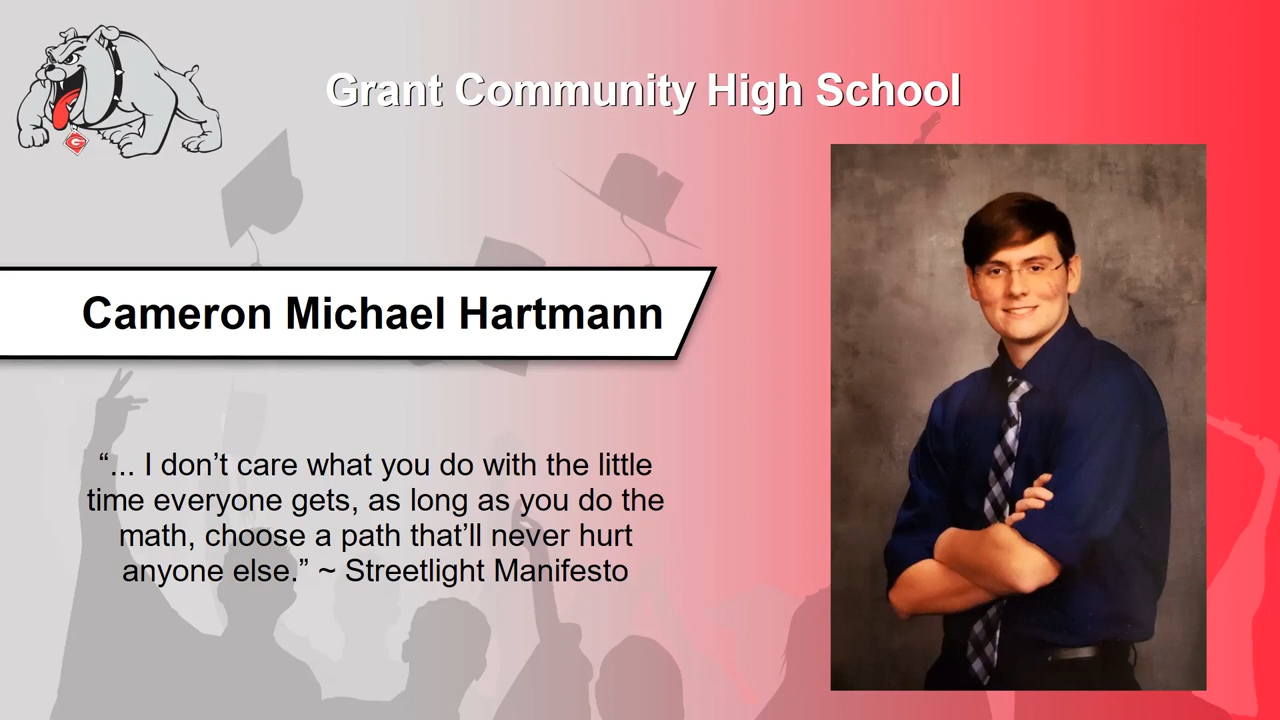 Grant Community High School
G
Cameron Michael Hartmann
“... I don’t care what you do with the little
time everyone gets, as long as you do the
math, choose a path that’ll never hurt
anyone else.” ~ Streetlight Manifesto